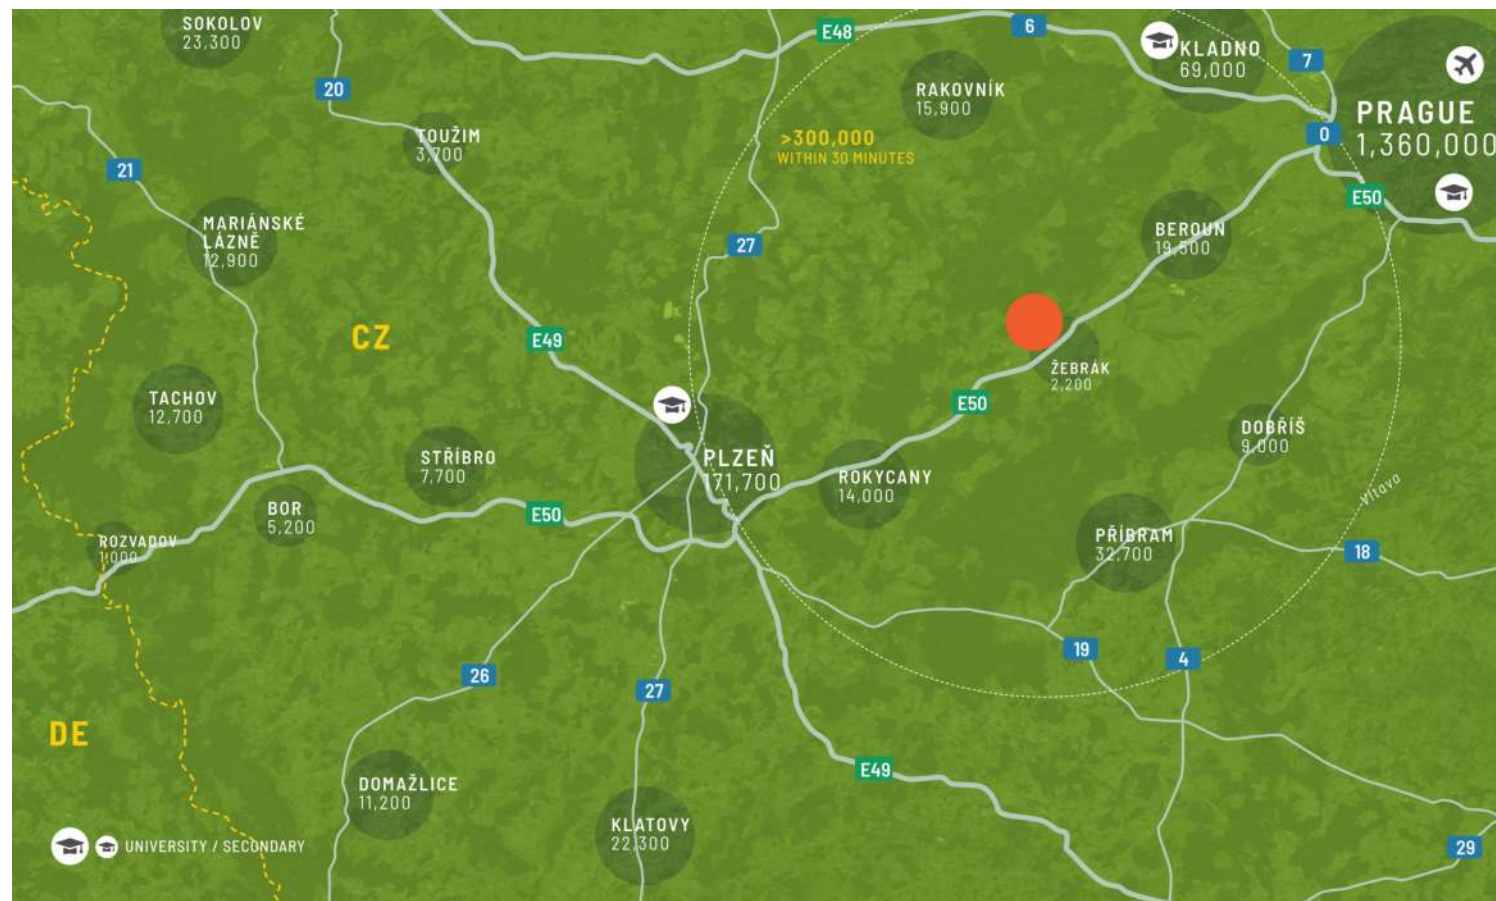 SOKOLOV
23,300
E48
6
KLADNO
69,000
7
20
RAKOVNÍK
15,900
PRAGUE
1,360,000
0
TOUŽIM
3,700
>300,000
WITHIN 30 MINUTES
21
E50
MARIÁNSKÉ
LÁZNĚ
12,900
27
BEROUN
19,500
CZ
E49
ŽEBRÁK
2,200
TACHOV
12,700
E50
DOBŘÍŠ
9,000
STŘÍBRO
7,700
PLZEŇ
171,700
ROKYCANY
14,000
Vltava
BOR
5,200
E50
ROZVADOV
1,000
PŘÍBRAM
32,700
18
19
4
26
27
DE
E49
DOMAŽLICE
11,200
KLATOVY
22,300
UNIVERSITY / SECONDARY
29